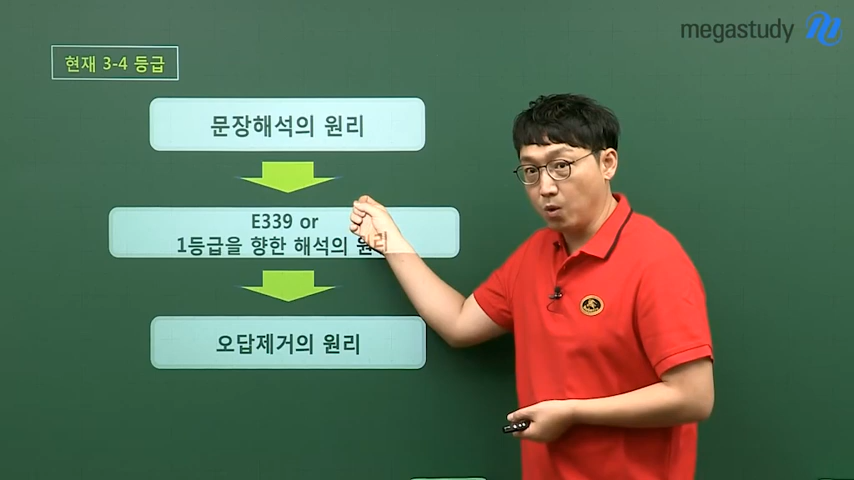 megastudy
현재 3-4 등급
문장해석의 원리
E339 or
1등급을 향한 해석의 원리
오답제거의 원리